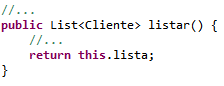 //...
public List<Cliente> listar() {
    //...
    return this.lista;
}